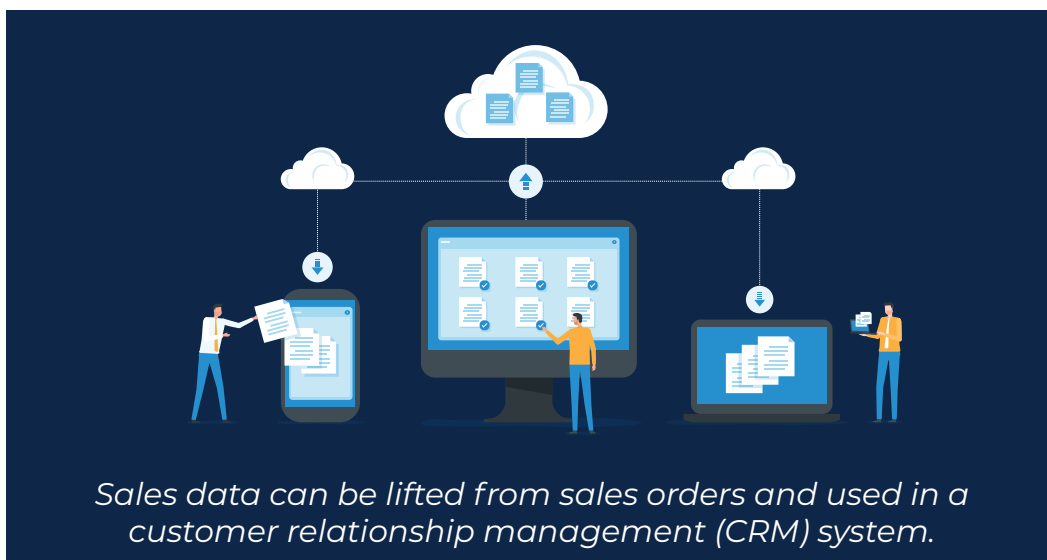 Sales data can be lifted from sales orders and used in a
customer relationship management (CRM) system.